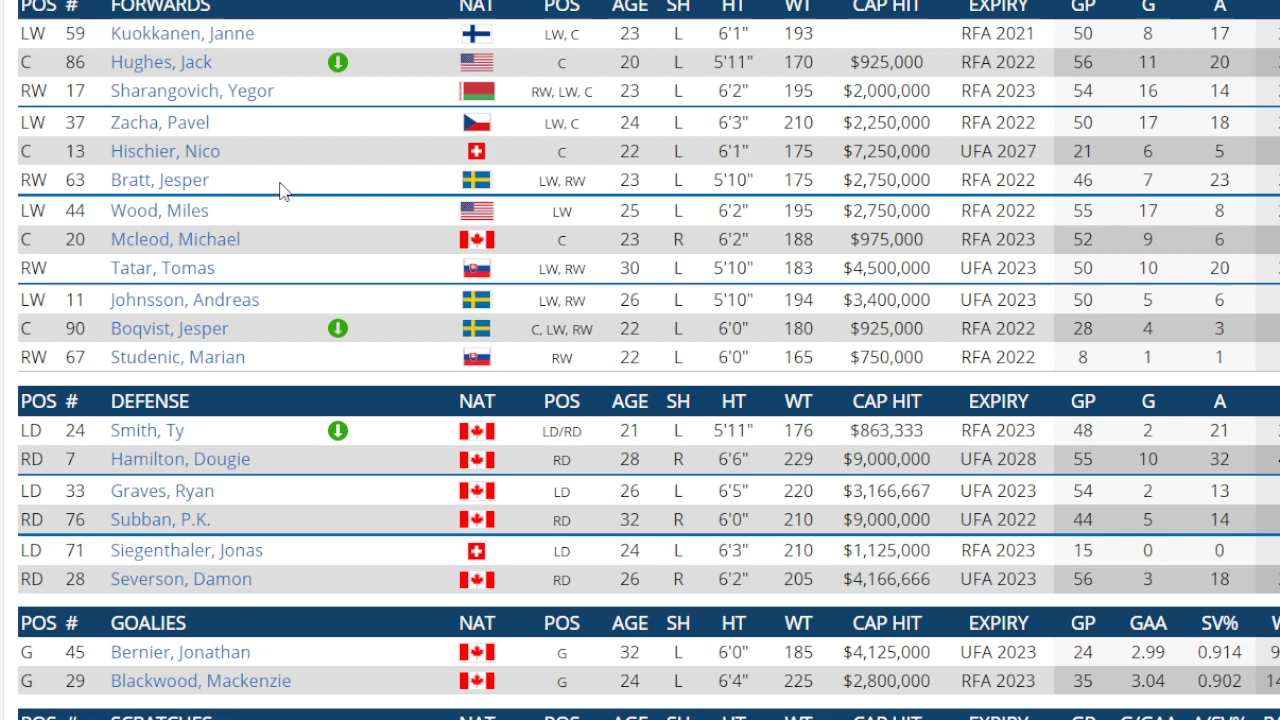 POS # FORWARDS NAT POS AGE SH HT WT CAP HIT EXPIRY GP G A
LW 59 Kuokkanen, Janne LW, C 23 L 6'1" 193 RFA 2021 50 8 17
C 86 Hughes, Jack C 20 L 5'11" 170 $925,000 RFA 2022 56 11 20
RW 17 Sharangovich, Yegor RW, LW, C 23 L 6'2" 195 $2,000,000 RFA 2023 54 16 14
LW 37 Zacha, Pavel LW, C 24 L 6'3" 210 $2,250,000 RFA 2022 50 17 18
C 13 Hischier, Nico C 22 L 6'1" 175 $7,250,000 UFA 2027 21 6 5
RW 63 Bratt, Jesper LW, RW 23 L 5'10" 175 $2,750,000 RFA 2022 46 7 23
LW 44 Wood, Miles LW 25 L 6'2" 195 $2,750,000 RFA 2022 55 17 8
C 20 Mcleod, Michael C 23 R 6'2" 188 $975,000 RFA 2023 52 9 6
RW Tatar, Tomas LW, RW 30 L 5'10" 183 $4,500,000 UFA 2023 50 10 20
LW 11 Johnsson, Andreas LW, RW 26 L 5'10" 194 $3,400,000 UFA 2023 50 5 6
C 90 Boqvist, Jesper C, LW, RW 22 L 6'0" 180 $925,000 RFA 2022 28 4 3
RW 67 Studenic, Marian RW 22 L 6'0" 165 $750,000 RFA 2022 8 1 1
POS # DEFENSE NAT POS AGE SH HT WT CAP HIT EXPIRY GP G A
LD 24 Smith, Ty LD/RD 21 L 5'11" 176 $863,333 RFA 2023 48 2 21
RD 7 Hamilton, Dougie RD 28 R 6'6" 229 $9,000,000 UFA 2028 55 10 32
LD 33 Graves, Ryan LD 26 L 6'5" 220 $3,166,667 UFA 2023 54 2 13
RD 76 Subban, P.K. RD 32 R 6'0" 210 $9,000,000 UFA 2022 44 5 14
LD 71 Siegenthaler, Jonas LD 24 L 6'3" 210 $1,125,000 RFA 2023 15 0 0
RD 28 Severson, Damon RD 26 R 6'2" 205 $4,166,666 UFA 2023 56 3 18
POS # GOALIES NAT POS AGE SH HT WT CAP HIT EXPIRY GP GAA SV%
G 45 Bernier, Jonathan G 32 L 6'0" 185 $4,125,000 UFA 2023 24 2.99 0.914
G 29 Blackwood, Mackenzie G 24 L 6'4" 225 $2,800,000 RFA 2023 35 3.04 0.902
POS # SCRATCHES NAT POS AGE SH HT WT CAP HIT EXPIRY GP G/GAA A/SV%